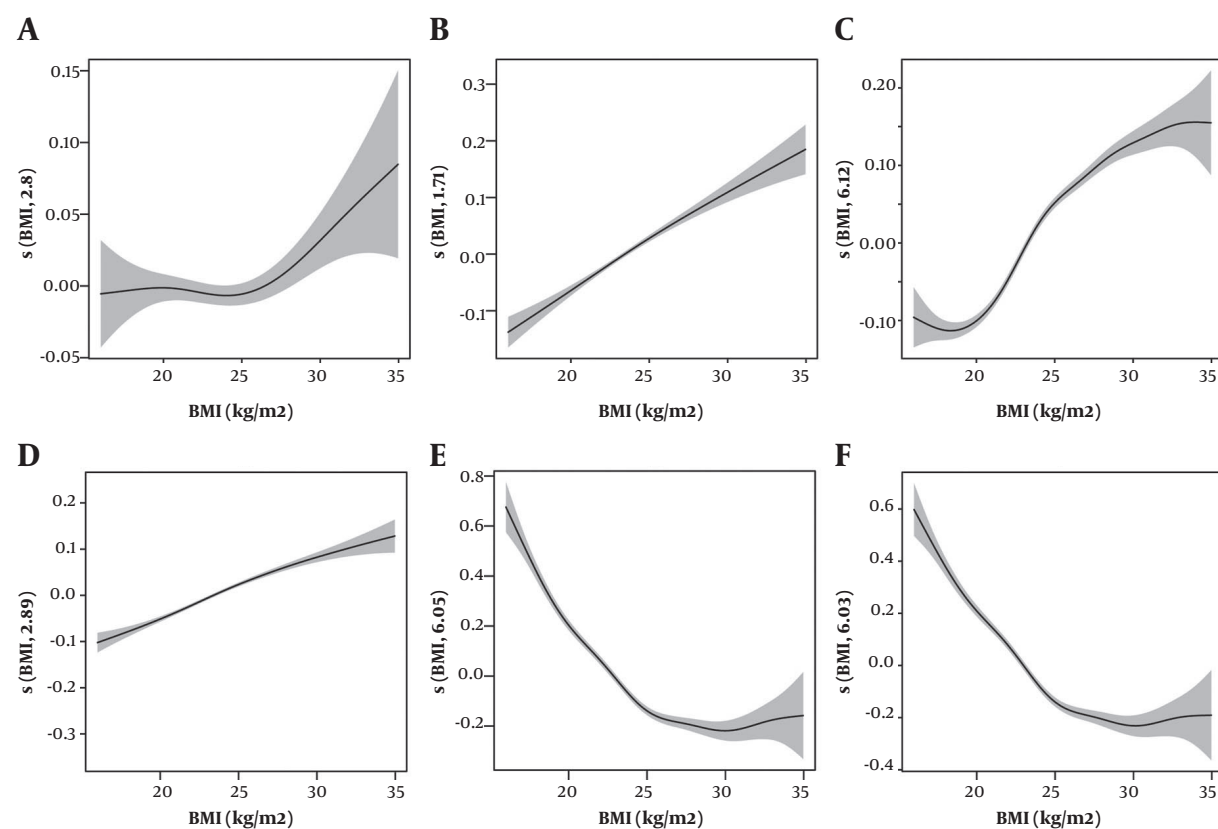 A
s (BMI, 2.8)
0.15
0.10
0.05
0.00
-0.05
20 25 30 35
BMI (kg/m2)
B
s (BMI, 1.71)
0.3
0.2
0.1
0.0
-0.1
20 25 30 35
BMI (kg/m2)
C
s (BMI, 6.12)
0.20
0.10
0.00
-0.10
20 25 30 35
BMI (kg/m2)
D
s (BMI, 2.89)
0.2
0.1
0.0
-0.1
-0.2
-0.3
20 25 30 35
BMI (kg/m2)
E
s (BMI, 6.05)
0.8
0.6
0.4
0.2
0.0
-0.2
20 25 30 35
BMI (kg/m2)
F
s (BMI, 6.03)
0.6
0.4
0.2
0.0
-0.2
-0.4
20 25 30 35
BMI (kg/m2)